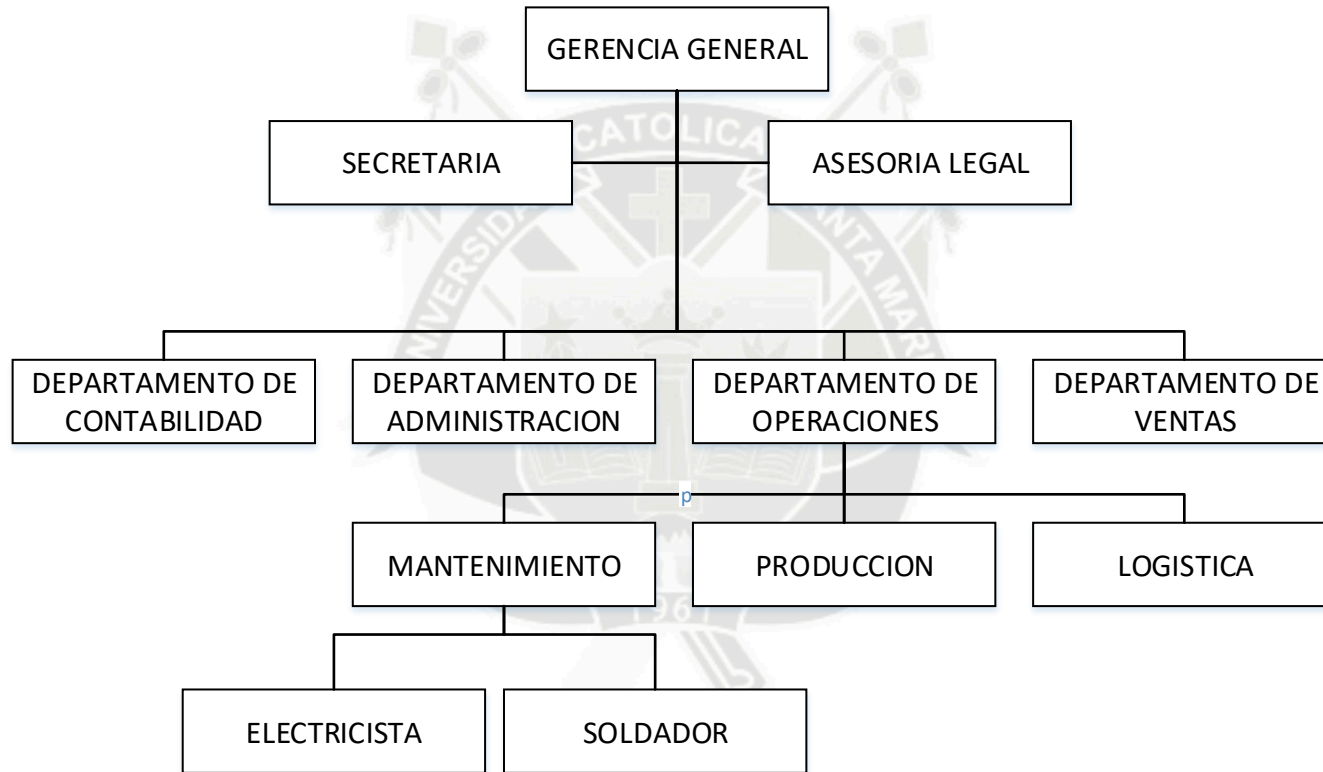 GERENCIA GENERAL
SECRETARIA
ASESORIA LEGAL
CATOLICA
DEPARTAMENTO DE
CONTABILIDAD
DEPARTAMENTO DE
ADMINISTRACION
DEPARTAMENTO DE
OPERACIONES
DEPARTAMENTO DE
VENTAS
p
MANTENIMIENTO
PRODUCCION
LOGISTICA
ELECTRICISTA
SOLDADOR